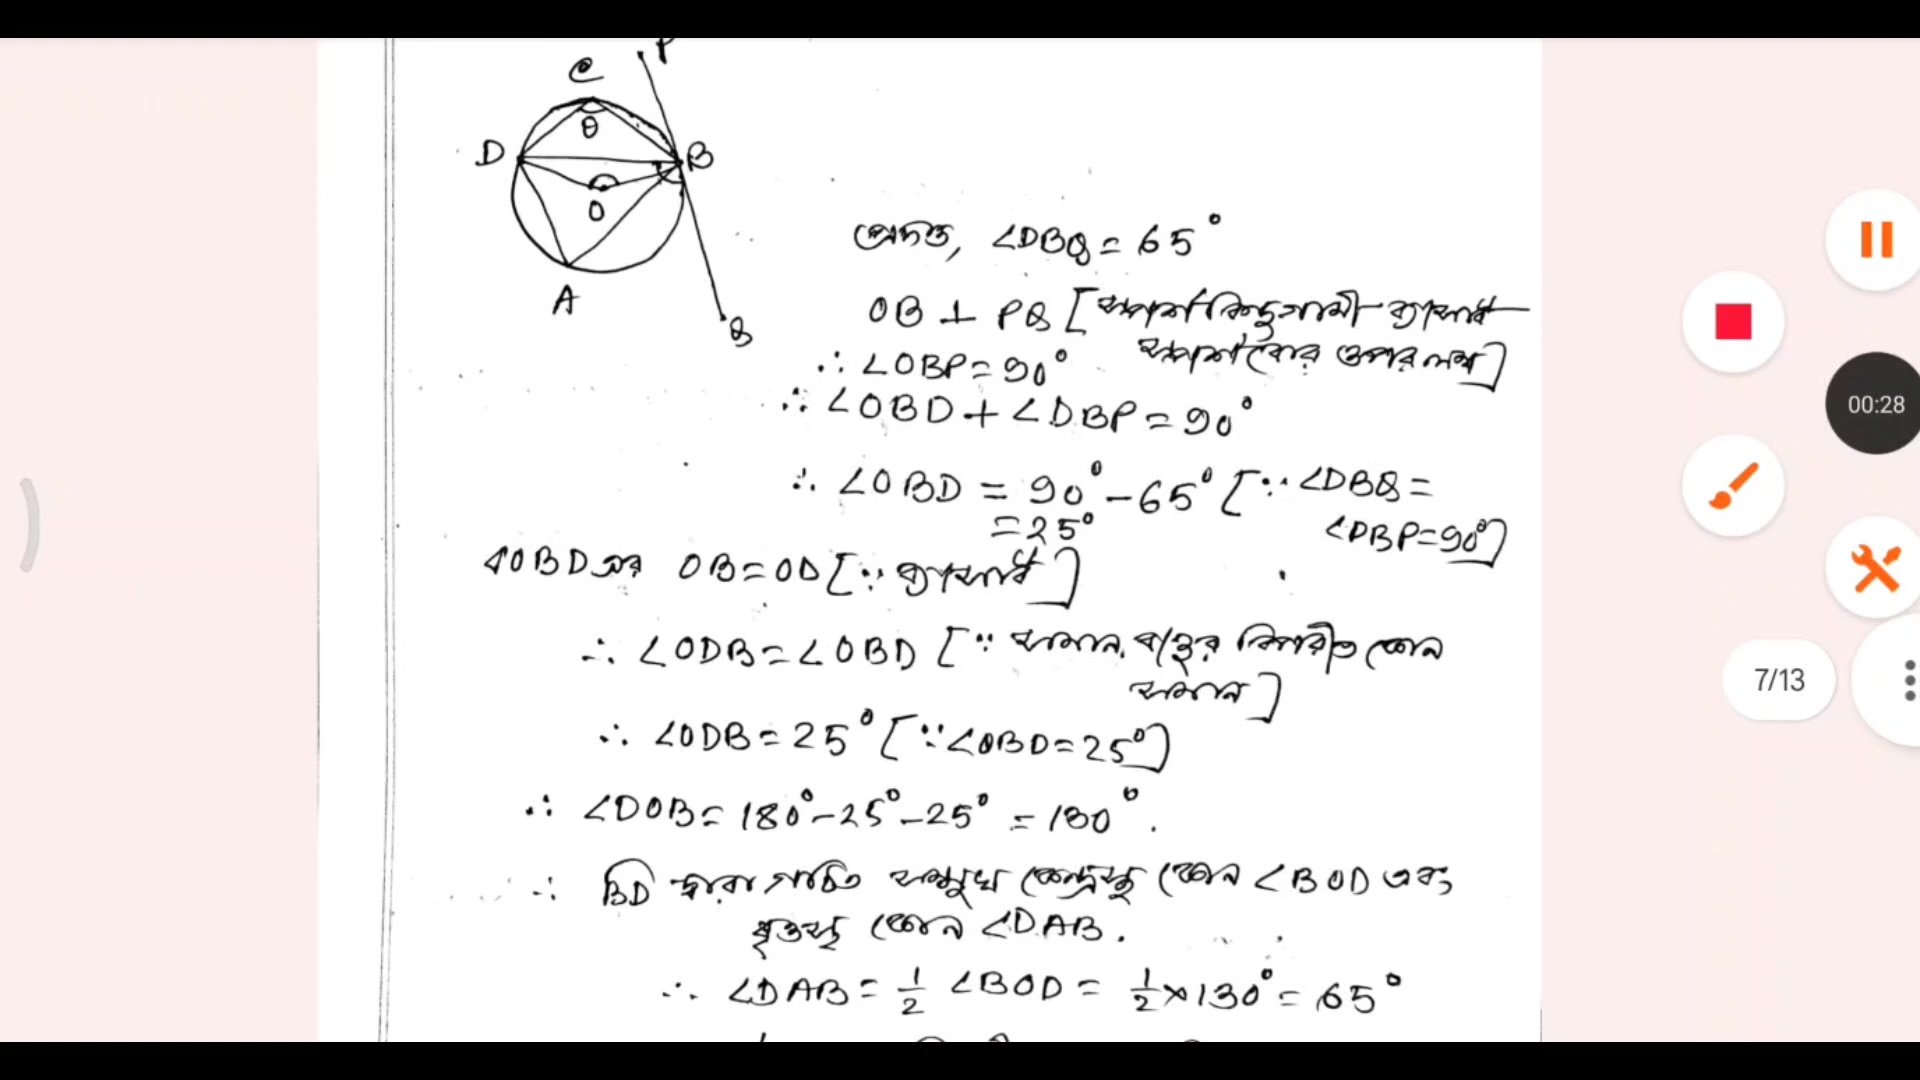 P
C
θ
D
B
O
A
Q
প্রদত্ত, ∠DBQ = 65°
OB ⊥ PQ [স্পর্শবিন্দুগামী ব্যাসার্ধ
স্পর্শকের ওপর লম্ব]
∴ ∠OBP = 90°
∴ ∠OBD + ∠DBP = 90°
∴ ∠OBD = 90° - 65° [∵ ∠DBQ =
= 25°
∠DBP = 90°]
∆OBD এর OB = OD [∵ ব্যাসার্ধ]
∴ ∠ODB = ∠OBD [∵ সমান বাহুর বিপরীত কোন
সমান]
∴ ∠ODB = 25° [∵ ∠OBD = 25°]
∴ ∠DOB = 180° - 25° - 25° = 130°.
∴ BD দ্বারা গঠিত সম্মুখ কেন্দ্রস্থ কোন ∠BOD এবং
বৃত্তস্থ কোন ∠DAB.
∴ ∠DAB = 1/2 ∠BOD = 1/2 × 130° = 65°
00:28
7/13